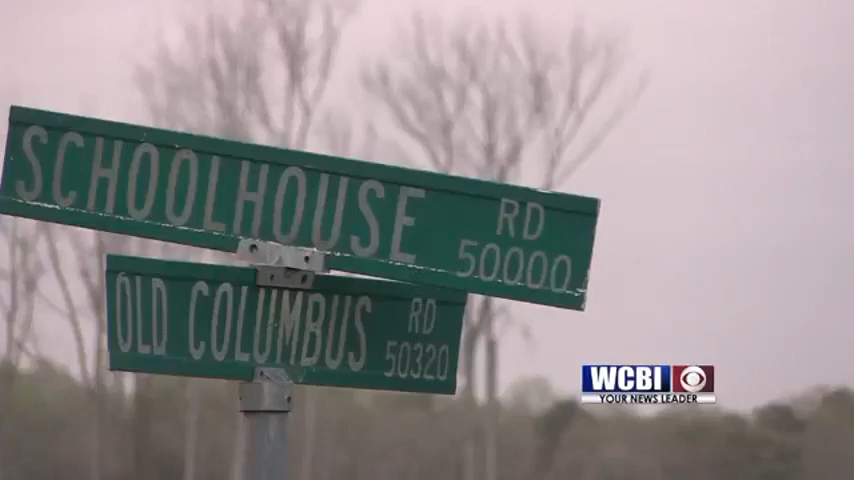 SCHOOLHOUSE RD
50000
OLD COLUMBUS RD
50320
WCBI
YOUR NEWS LEADER